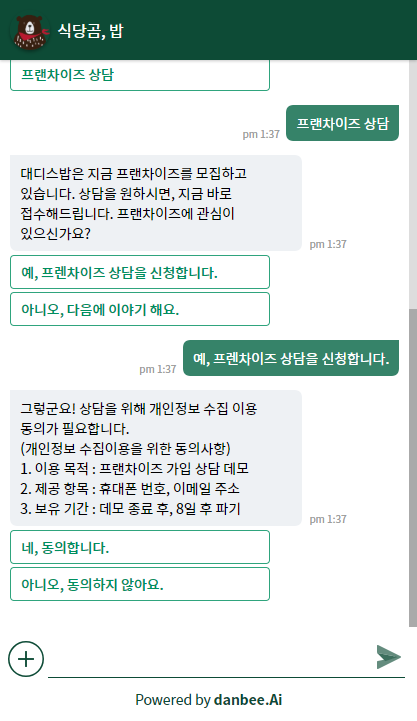 식당곰, 밥
프랜차이즈 상담
프랜차이즈 상담
pm 1:37
대디스밥은 지금 프랜차이즈를 모집하고
있습니다. 상담을 원하시면, 지금 바로
접수해드립니다. 프랜차이즈에 관심이
있으신가요?
pm 1:37
예, 프렌차이즈 상담을 신청합니다.
아니오, 다음에 이야기 해요.
예, 프렌차이즈 상담을 신청합니다.
pm 1:37
그렇군요! 상담을 위해 개인정보 수집 이용
동의가 필요합니다.
(개인정보 수집이용을 위한 동의사항)
1. 이용 목적 : 프랜차이즈 가입 상담 데모
2. 제공 항목 : 휴대폰 번호, 이메일 주소
3. 보유 기간 : 데모 종료 후, 8일 후 파기
pm 1:37
네, 동의합니다.
아니오, 동의하지 않아요.
Powered by danbee.Ai